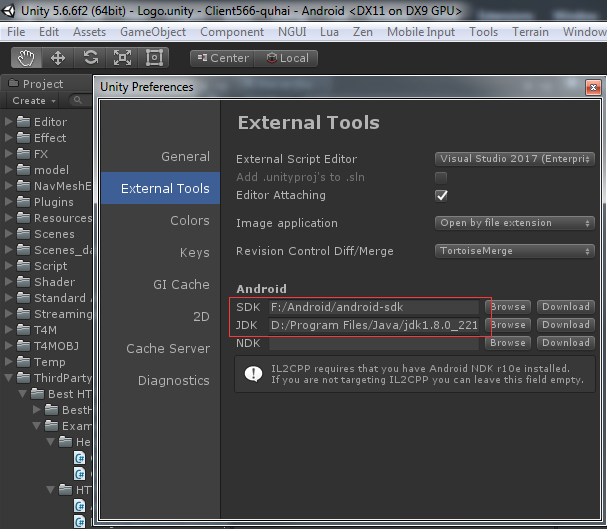 Unity 5.6.6f2 (64bit) - Logo.unity - Client566-quhai - Android <DX11 on DX9 GPU>
File Edit Assets GameObject Component NGUI Lua Zen Mobile Input Tools Terrain Window
Center Local
Project
Create
Editor
Effect
FX
model
NavMeshE
Plugins
Resources
Scenes
Scenes_da
Script
Shader
Standard A
Streaming
T4M
T4MOBJ
Temp
ThirdParty
Best HT
BestH
Exam
He
HT
Unity Preferences
General
External Tools
Colors
Keys
GI Cache
2D
Cache Server
Diagnostics
External Tools
External Script Editor Visual Studio 2017 (Enterpri
Add .unityproj's to .sln
Editor Attaching
Image application Open by file extension
Revision Control Diff/Merge TortoiseMerge
Android
SDK F:/Android/android-sdk Browse Download
JDK D:/Program Files/Java/jdk1.8.0_221 Browse Download
NDK Browse Download
IL2CPP requires that you have Android NDK r10e installed.
If you are not targeting IL2CPP you can leave this field empty.